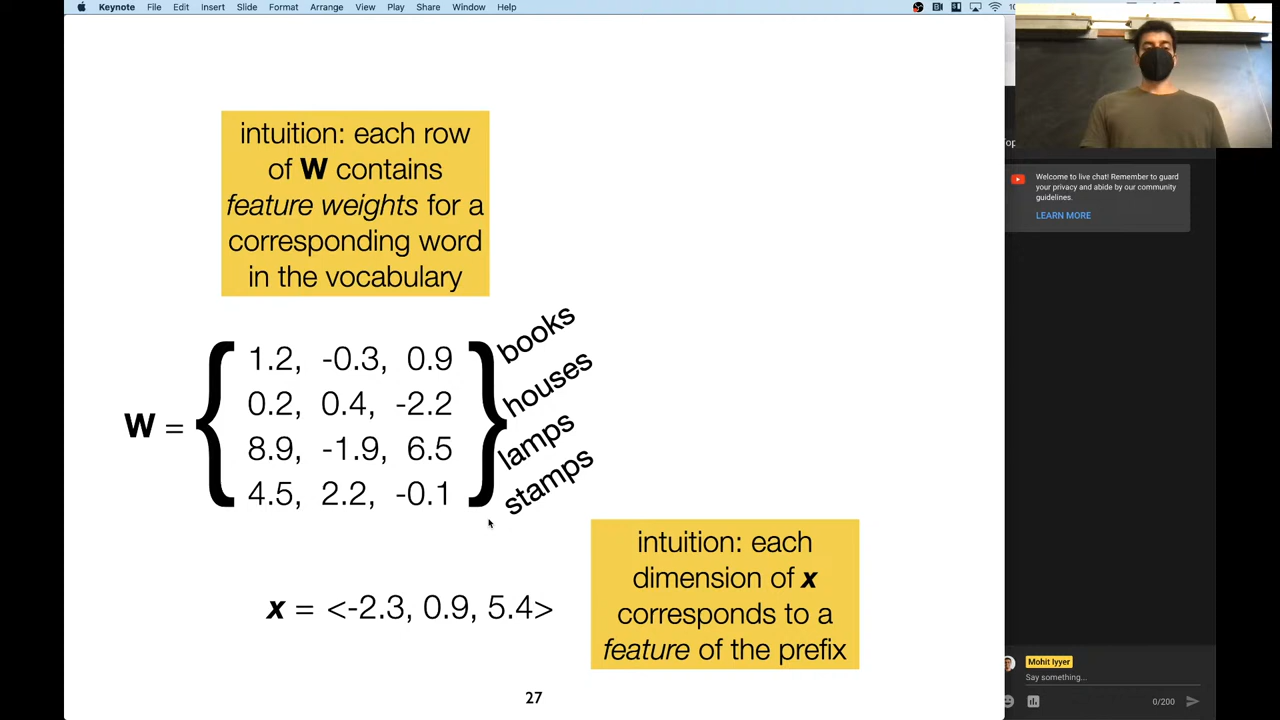 Keynote File Edit Insert Slide Format Arrange View Play Share Window Help
intuition: each row
of W contains
feature weights for a
corresponding word
in the vocabulary
W = { 1.2, -0.3, 0.9 } books
0.2, 0.4, -2.2 houses
8.9, -1.9, 6.5 lamps
4.5, 2.2, -0.1 stamps
x = <-2.3, 0.9, 5.4>
intuition: each
dimension of x
corresponds to a
feature of the prefix
27
Welcome to live chat! Remember to guard
your privacy and abide by our community
guidelines.
LEARN MORE
Mohit Iyyer
Say something...
0/200